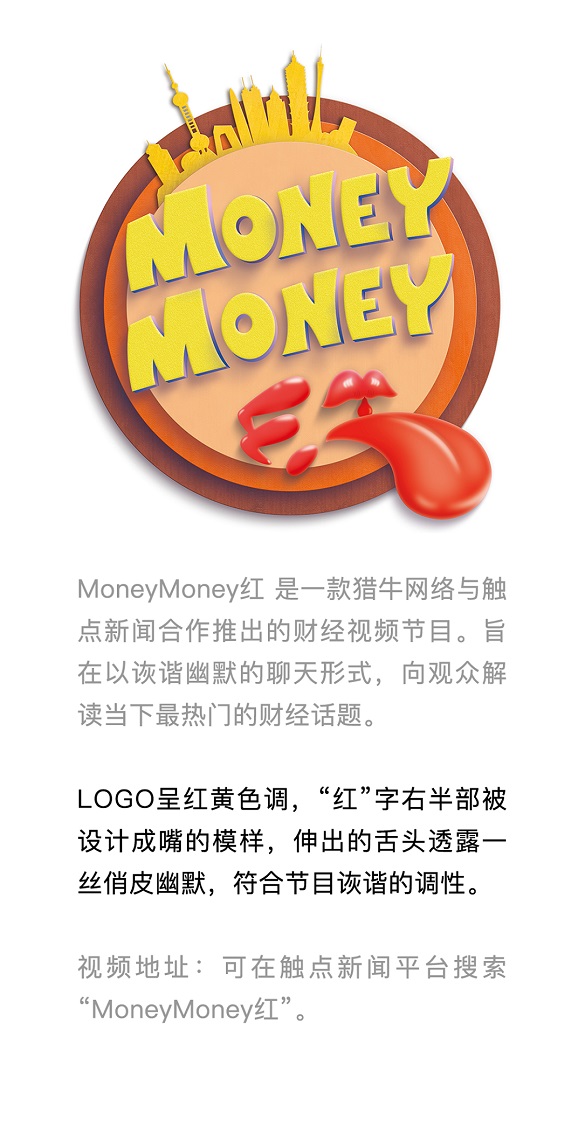 MONEY
MONEY
红
MoneyMoney红 是一款猎牛网络与触
点新闻合作推出的财经视频节目。旨
在以诙谐幽默的聊天形式，向观众解
读当下最热门的财经话题。
LOGO呈红黄色调，“红”字右半部被
设计成嘴的模样，伸出的舌头透露一
丝俏皮幽默，符合节目诙谐的调性。
视频地址：可在触点新闻平台搜索
“MoneyMoney红”。